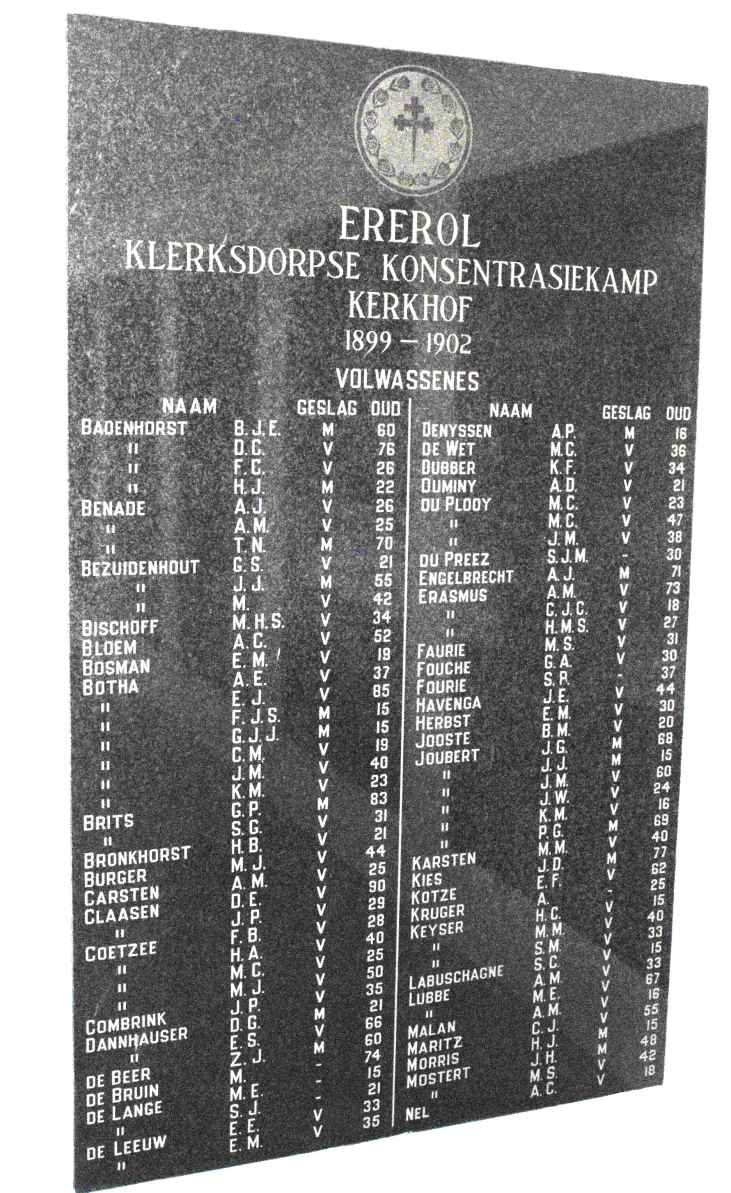 EREROL
KLERKSDORPSE KONSENTRASIEKAMP
KERKHOF
1899 – 1902
VOLWASSENES
NAAM GESLAG OUD
BADENHORST B.J.E. M 60
" D.C. V 76
" F.C. V 26
" H.J. M 22
BENADE A.J. V 26
" A.M. V 25
" T.N. M 70
BEZUIDENHOUT G.S. V 21
" J.J. M 55
" M. V 42
BISCHOFF M.H.S. V 34
BLOEM A.C. V 52
BOSMAN E.M. V 19
BOTHA A.E. V 37
" E.J. V 85
" F.J.S. M 15
" G.J.J. M 15
" C.M. V 19
" J.M. V 40
" K.M. V 23
BRITS G.P. M 83
" S.G. V 31
BRONKHORST H.B. V 21
BURGER M.J. V 44
CARSTEN A.M. V 25
CLAASEN D.E. V 90
" J.P. V 29
COETZEE F.B. V 28
" H.A. V 40
" M.C. V 25
" M.J. V 50
COMBRINK J.P. V 35
DANNHAUSER D.G. M 21
" E.S. V 66
DE BEER Z.J. M 60
DE BRUIN M. - 74
DE LANGE M.E. - 15
" S.J. - 21
DE LEEUW E.E. V 33
" E.M. V 35
NAAM GESLAG OUD
DENYSSEN A.P. M 16
DE WET M.C. V 36
DUBBER K.F. V 34
DUMINY A.D. V 21
DU PLOOY M.C. V 23
" M.C. V 47
" J.M. V 38
DU PREEZ S.J.M. - 30
ENGELBRECHT A.J. M 71
ERASMUS A.M. V 73
" C.J.C. V 18
" H.M.S. V 27
FAURIE M.S. V 31
FOUCHE G.A. V 30
FOURIE S.P. - 37
HAVENGA J.E. V 44
HERBST E.M. V 30
JOOSTE B.M. V 20
JOUBERT J.G. M 68
" J.J. M 15
" J.M. V 60
" J.W. V 24
" K.M. V 16
" P.G. M 69
KARSTEN M.M. V 40
KIES J.D. M 77
KOTZE E.F. V 62
KRUGER A. - 25
KEYSER H.C. V 15
" M.M. V 40
" S.M. V 33
LABUSCHAGNE S.C. V 15
LUBBE A.M. V 33
" M.E. V 67
MALAN A.M. V 16
MARITZ C.J. V 55
MORRIS H.J. M 15
MOSTERT J.H. M 48
" M.S. V 42
NEL A.C. V 18